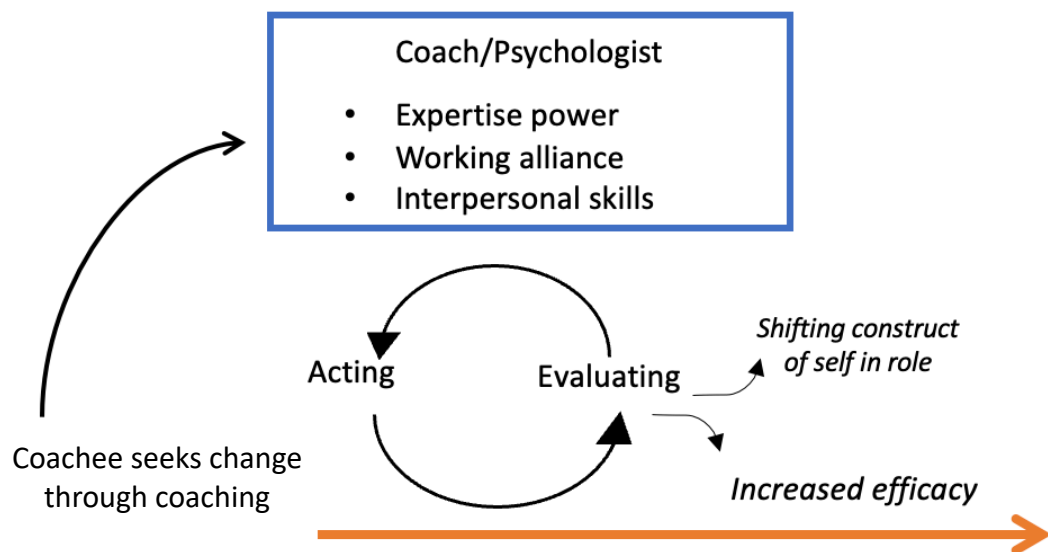 Coach/Psychologist
• Expertise power
• Working alliance
• Interpersonal skills
Acting
Evaluating
Shifting construct
of self in role
Increased efficacy
Coachee seeks change
through coaching